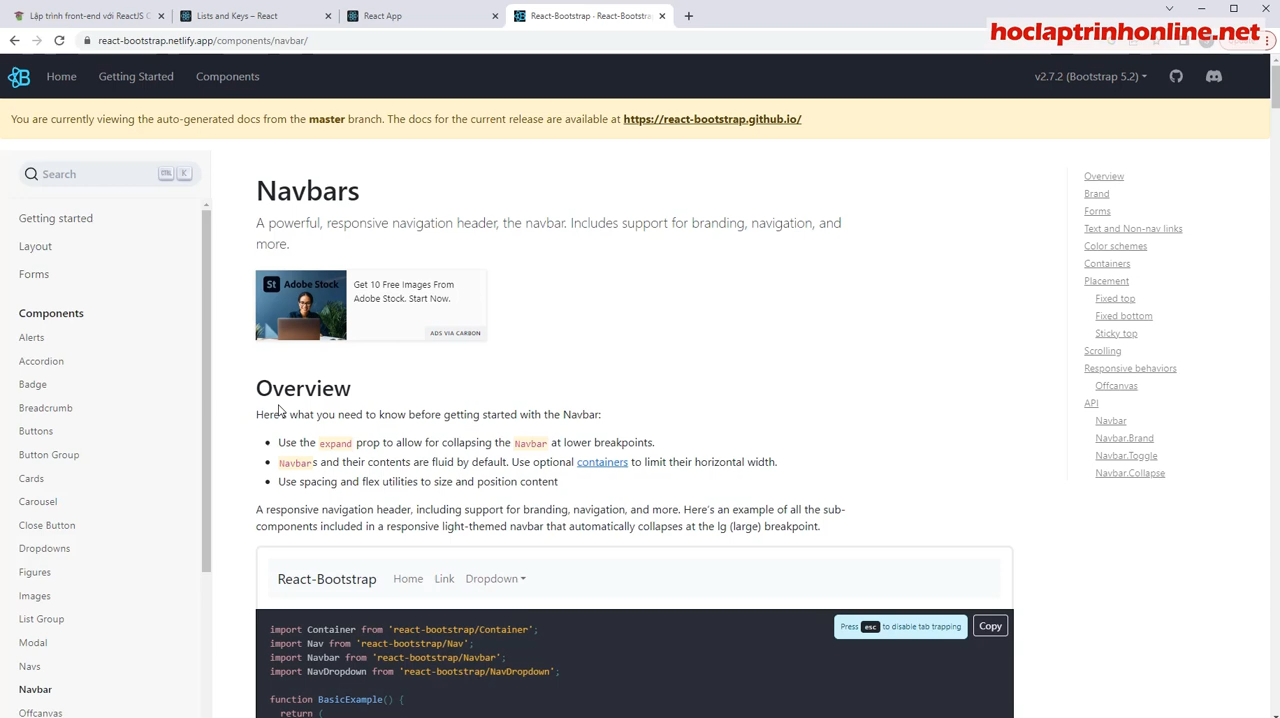 Lập trình front-end với ReactJS C
Lists and Keys – React
React App
React-Bootstrap · React-Bootstra
hoclaptrinhonline.net
react-bootstrap.netlify.app/components/navbar/
Home
Getting Started
Components
v2.7.2 (Bootstrap 5.2)
You are currently viewing the auto-generated docs from the master branch. The docs for the current release are available at https://react-bootstrap.github.io/
Search
CTRL K
Getting started
Layout
Forms
Components
Alerts
Accordion
Badge
Breadcrumb
Buttons
Button Group
Cards
Carousel
Close Button
Dropdowns
Figures
Images
List Group
Modal
Navs
Navbar
Offcanvas
Navbars
A powerful, responsive navigation header, the navbar. Includes support for branding, navigation, and
more.
St Adobe Stock
Get 10 Free Images From
Adobe Stock. Start Now.
ADS VIA CARBON
Overview
Here's what you need to know before getting started with the Navbar:
Use the expand prop to allow for collapsing the Navbar at lower breakpoints.
Navbars and their contents are fluid by default. Use optional containers to limit their horizontal width.
Use spacing and flex utilities to size and position content
A responsive navigation header, including support for branding, navigation, and more. Here's an example of all the sub-
components included in a responsive light-themed navbar that automatically collapses at the lg (large) breakpoint.
React-Bootstrap
Home
Link
Dropdown
Press esc to disable tab trapping
Copy
import Container from 'react-bootstrap/Container';
import Nav from 'react-bootstrap/Nav';
import Navbar from 'react-bootstrap/Navbar';
import NavDropdown from 'react-bootstrap/NavDropdown';
function BasicExample() {
return (
Overview
Brand
Forms
Text and Non-nav links
Color schemes
Containers
Placement
Fixed top
Fixed bottom
Sticky top
Scrolling
Responsive behaviors
Offcanvas
API
Navbar
Navbar.Brand
Navbar.Toggle
Navbar.Collapse